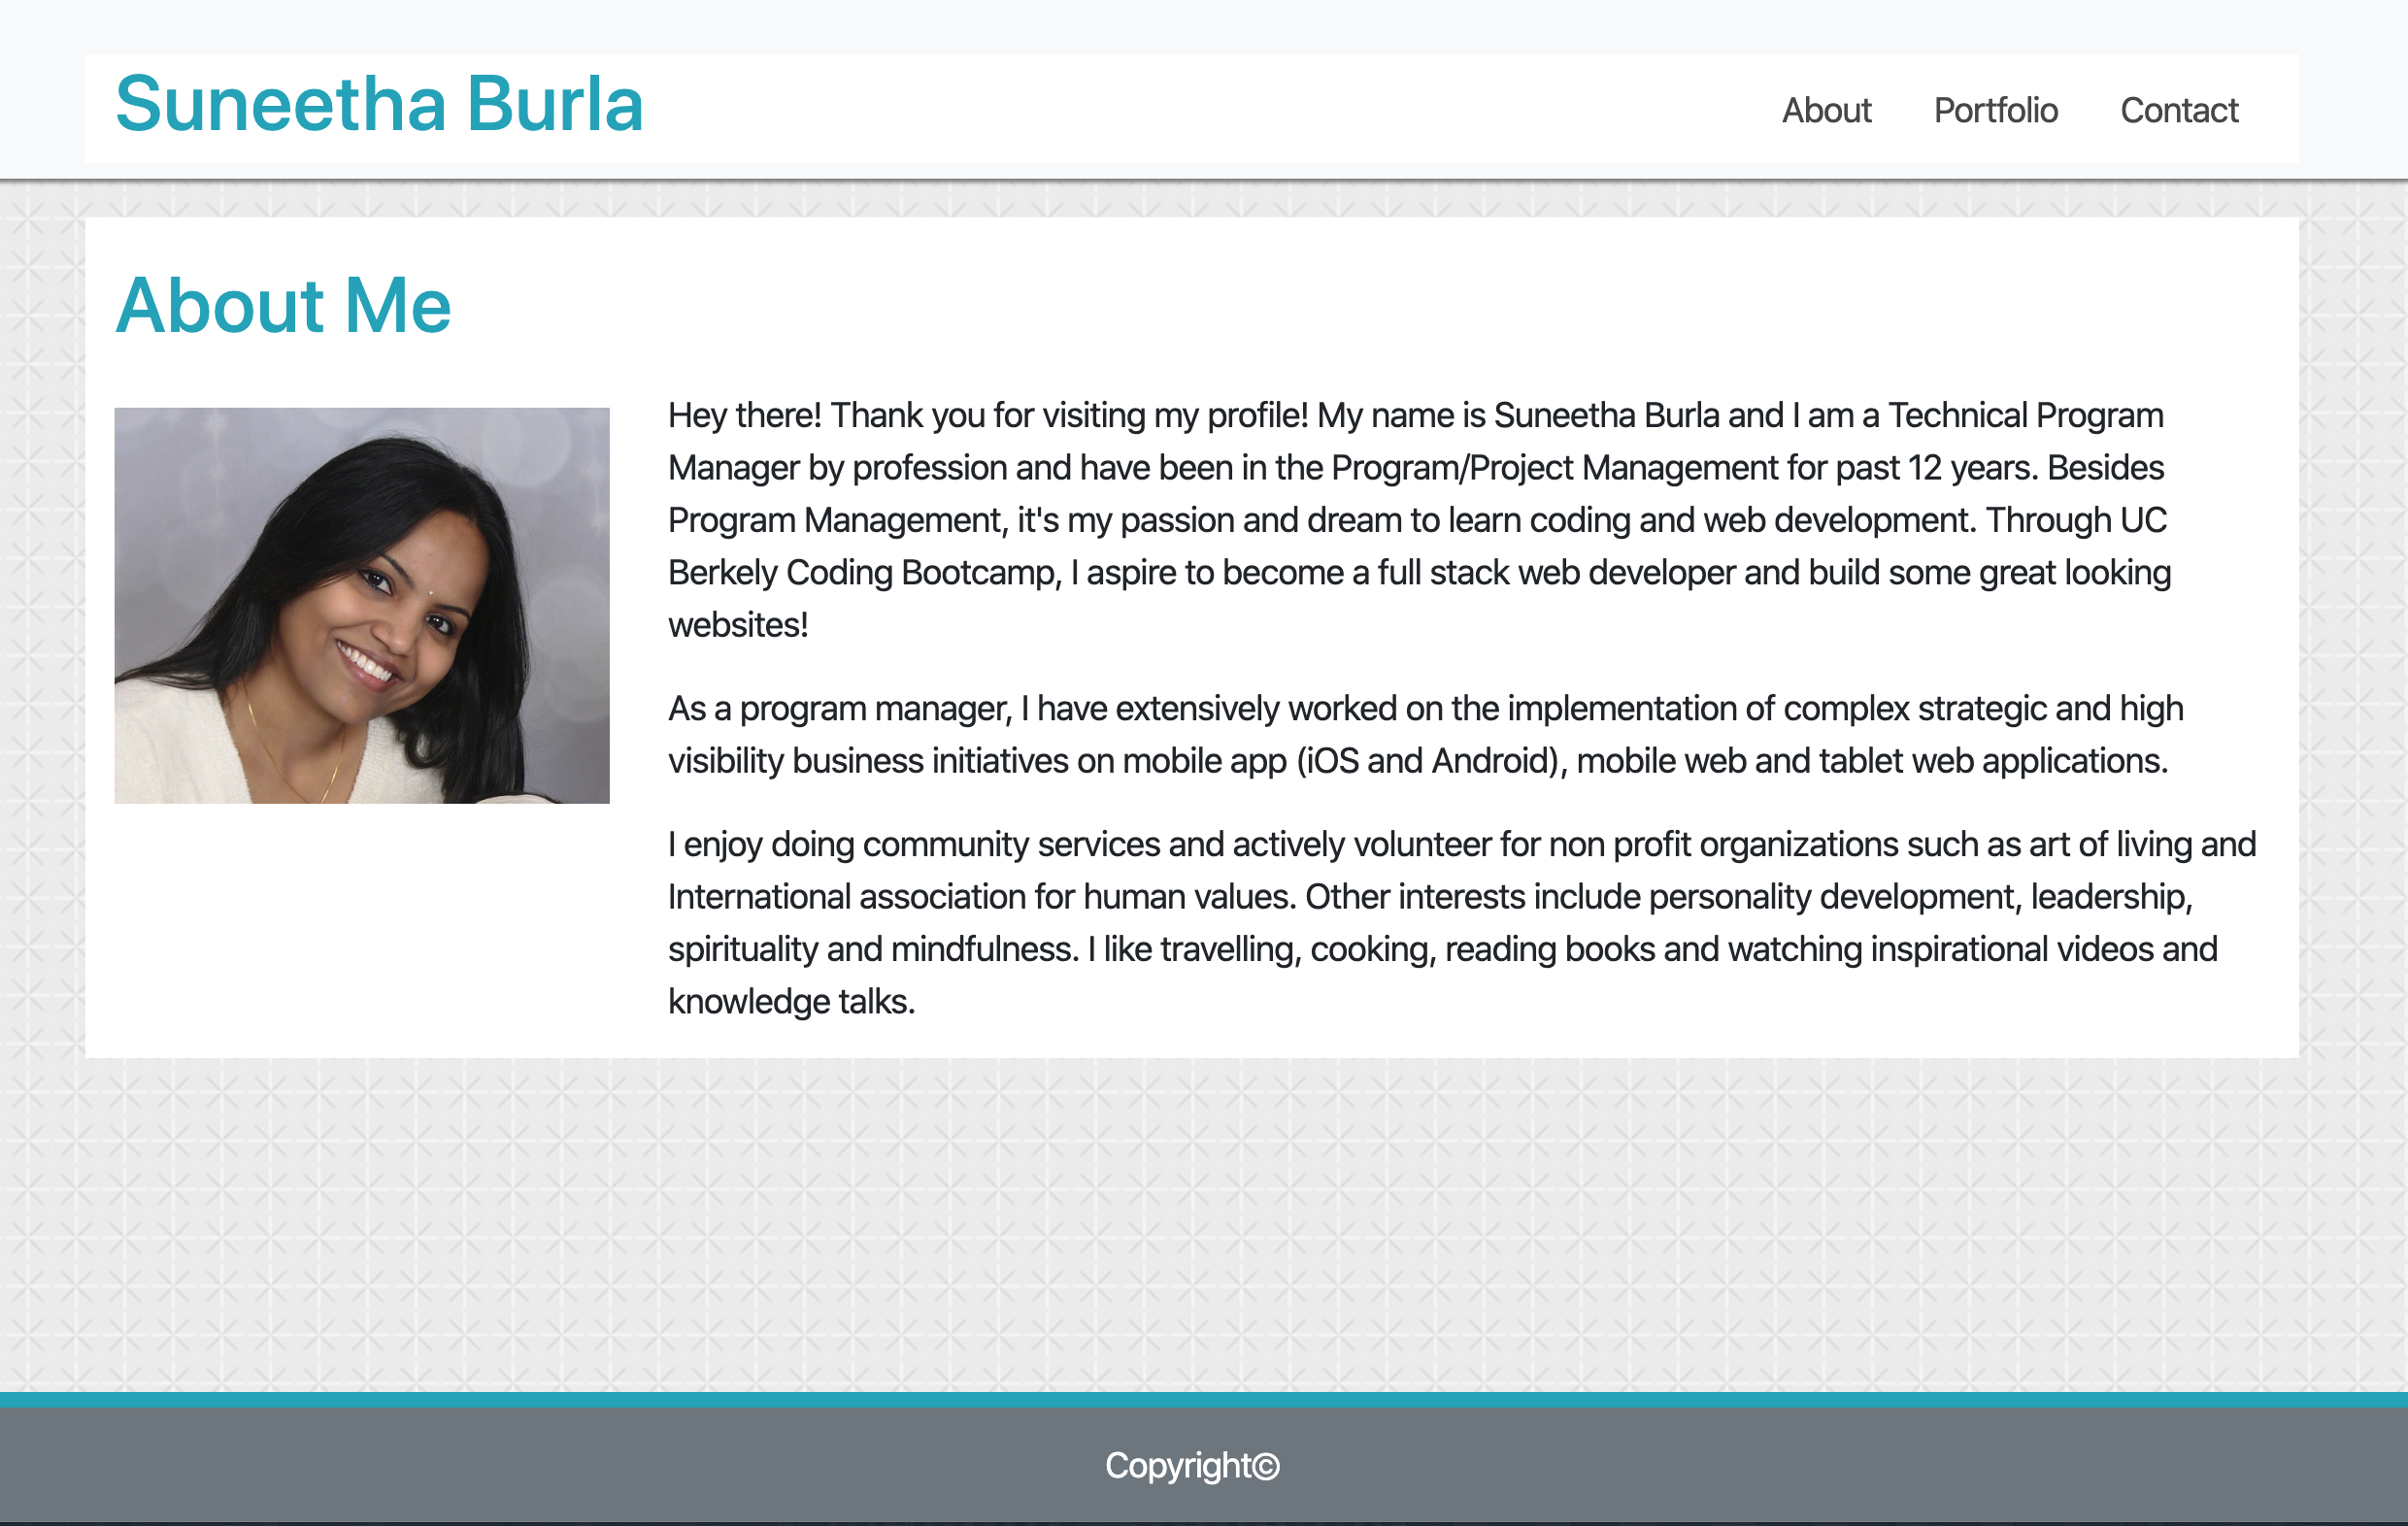 Suneetha Burla
About Portfolio Contact
About Me
Hey there! Thank you for visiting my profile! My name is Suneetha Burla and I am a Technical Program
Manager by profession and have been in the Program/Project Management for past 12 years. Besides
Program Management, it's my passion and dream to learn coding and web development. Through UC
Berkely Coding Bootcamp, I aspire to become a full stack web developer and build some great looking
websites!
As a program manager, I have extensively worked on the implementation of complex strategic and high
visibility business initiatives on mobile app (iOS and Android), mobile web and tablet web applications.
I enjoy doing community services and actively volunteer for non profit organizations such as art of living and
International association for human values. Other interests include personality development, leadership,
spirituality and mindfulness. I like travelling, cooking, reading books and watching inspirational videos and
knowledge talks.
Copyright©